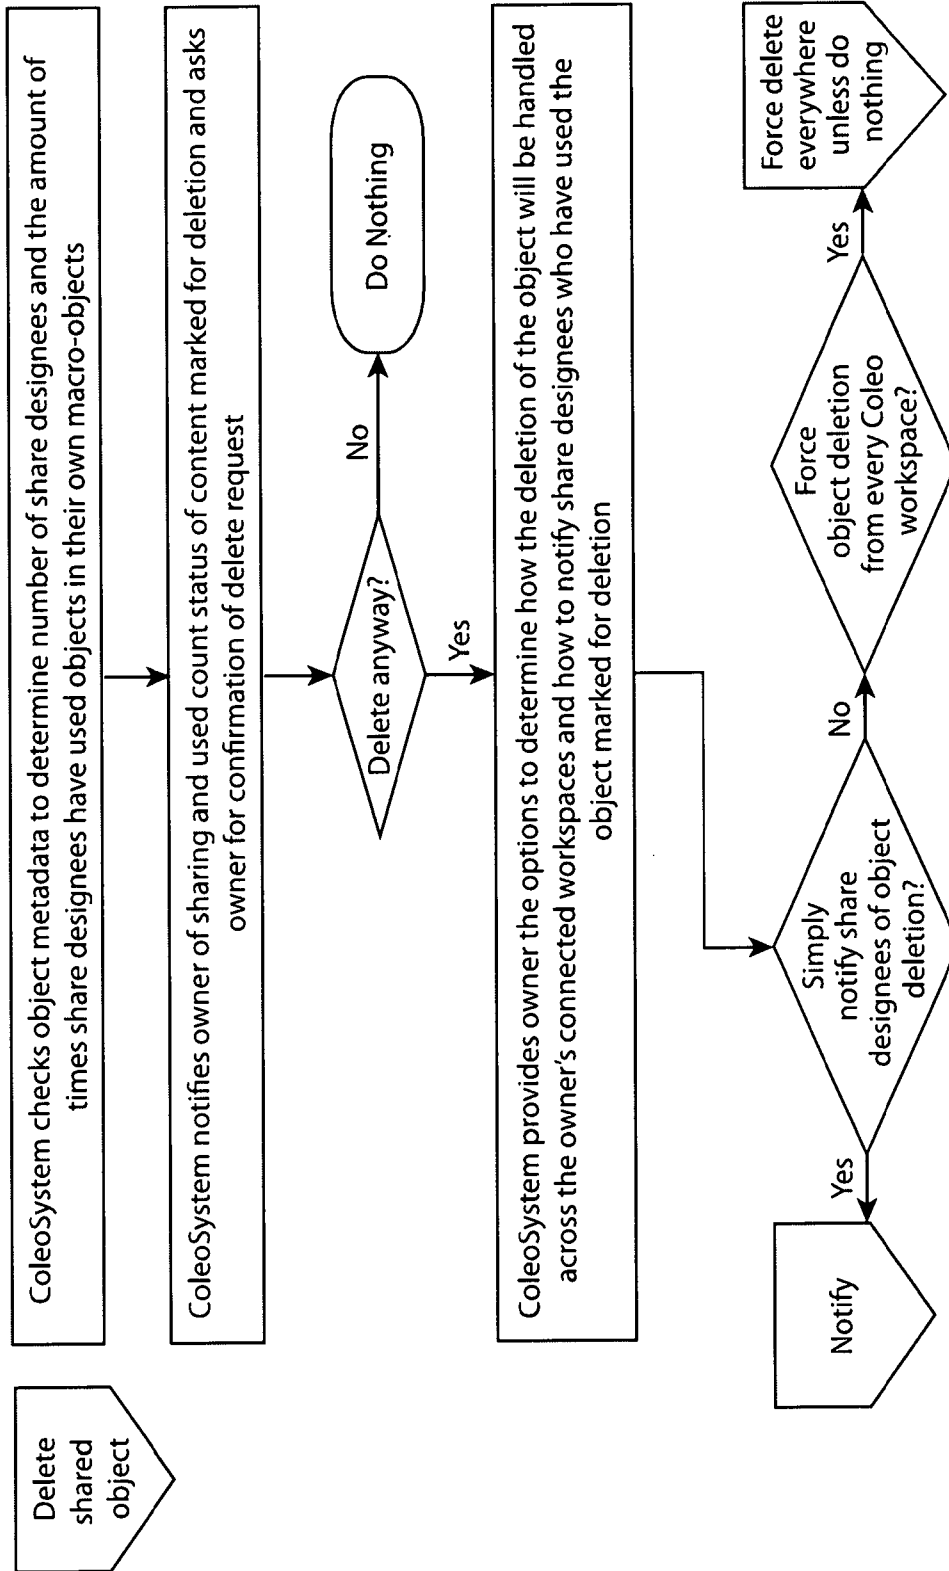 Delete
shared
object
ColeoSystem checks object metadata to determine number of share designees and the amount of
times share designees have used objects in their own macro-objects
ColeoSystem notifies owner of sharing and used count status of content marked for deletion and asks
owner for confirmation of delete request
Delete anyway?
No
Do Nothing
Yes
ColeoSystem provides owner the options to determine how the deletion of the object will be handled
across the owner's connected workspaces and how to notify share designees who have used the
object marked for deletion
Simply
notify share
designees of object
deletion?
Yes
Notify
No
Force
object deletion
from every Coleo
workspace?
Yes
Force delete
everywhere
unless do
nothing